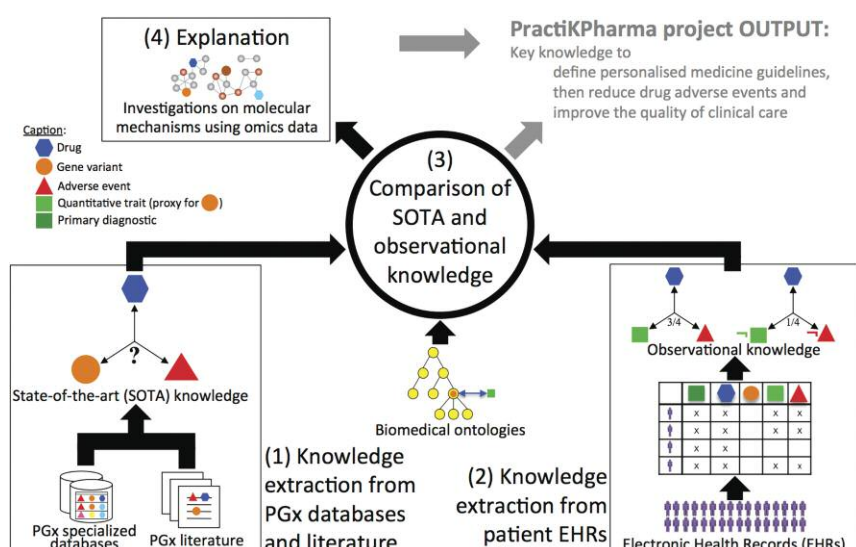 (4) Explanation
Investigations on molecular
mechanisms using omics data
PractiKPharma project OUTPUT:
Key knowledge to
define personalised medicine guidelines,
then reduce drug adverse events and
improve the quality of clinical care
Caption:
Drug
Gene variant
Adverse event
Quantitative trait (proxy for )
Primary diagnostic
(3)
Comparison of
SOTA and
observational
knowledge
?
State-of-the-art (SOTA) knowledge
PGx specialized
databases
PGx literature
(1) Knowledge
extraction from
PGx databases
and literature
Biomedical ontologies
(2) Knowledge
extraction from
patient EHRs
3/4
¬
1/4
¬
Observational knowledge
x x x x
x x x x
x x
x x x
Electronic Health Records (EHRs)